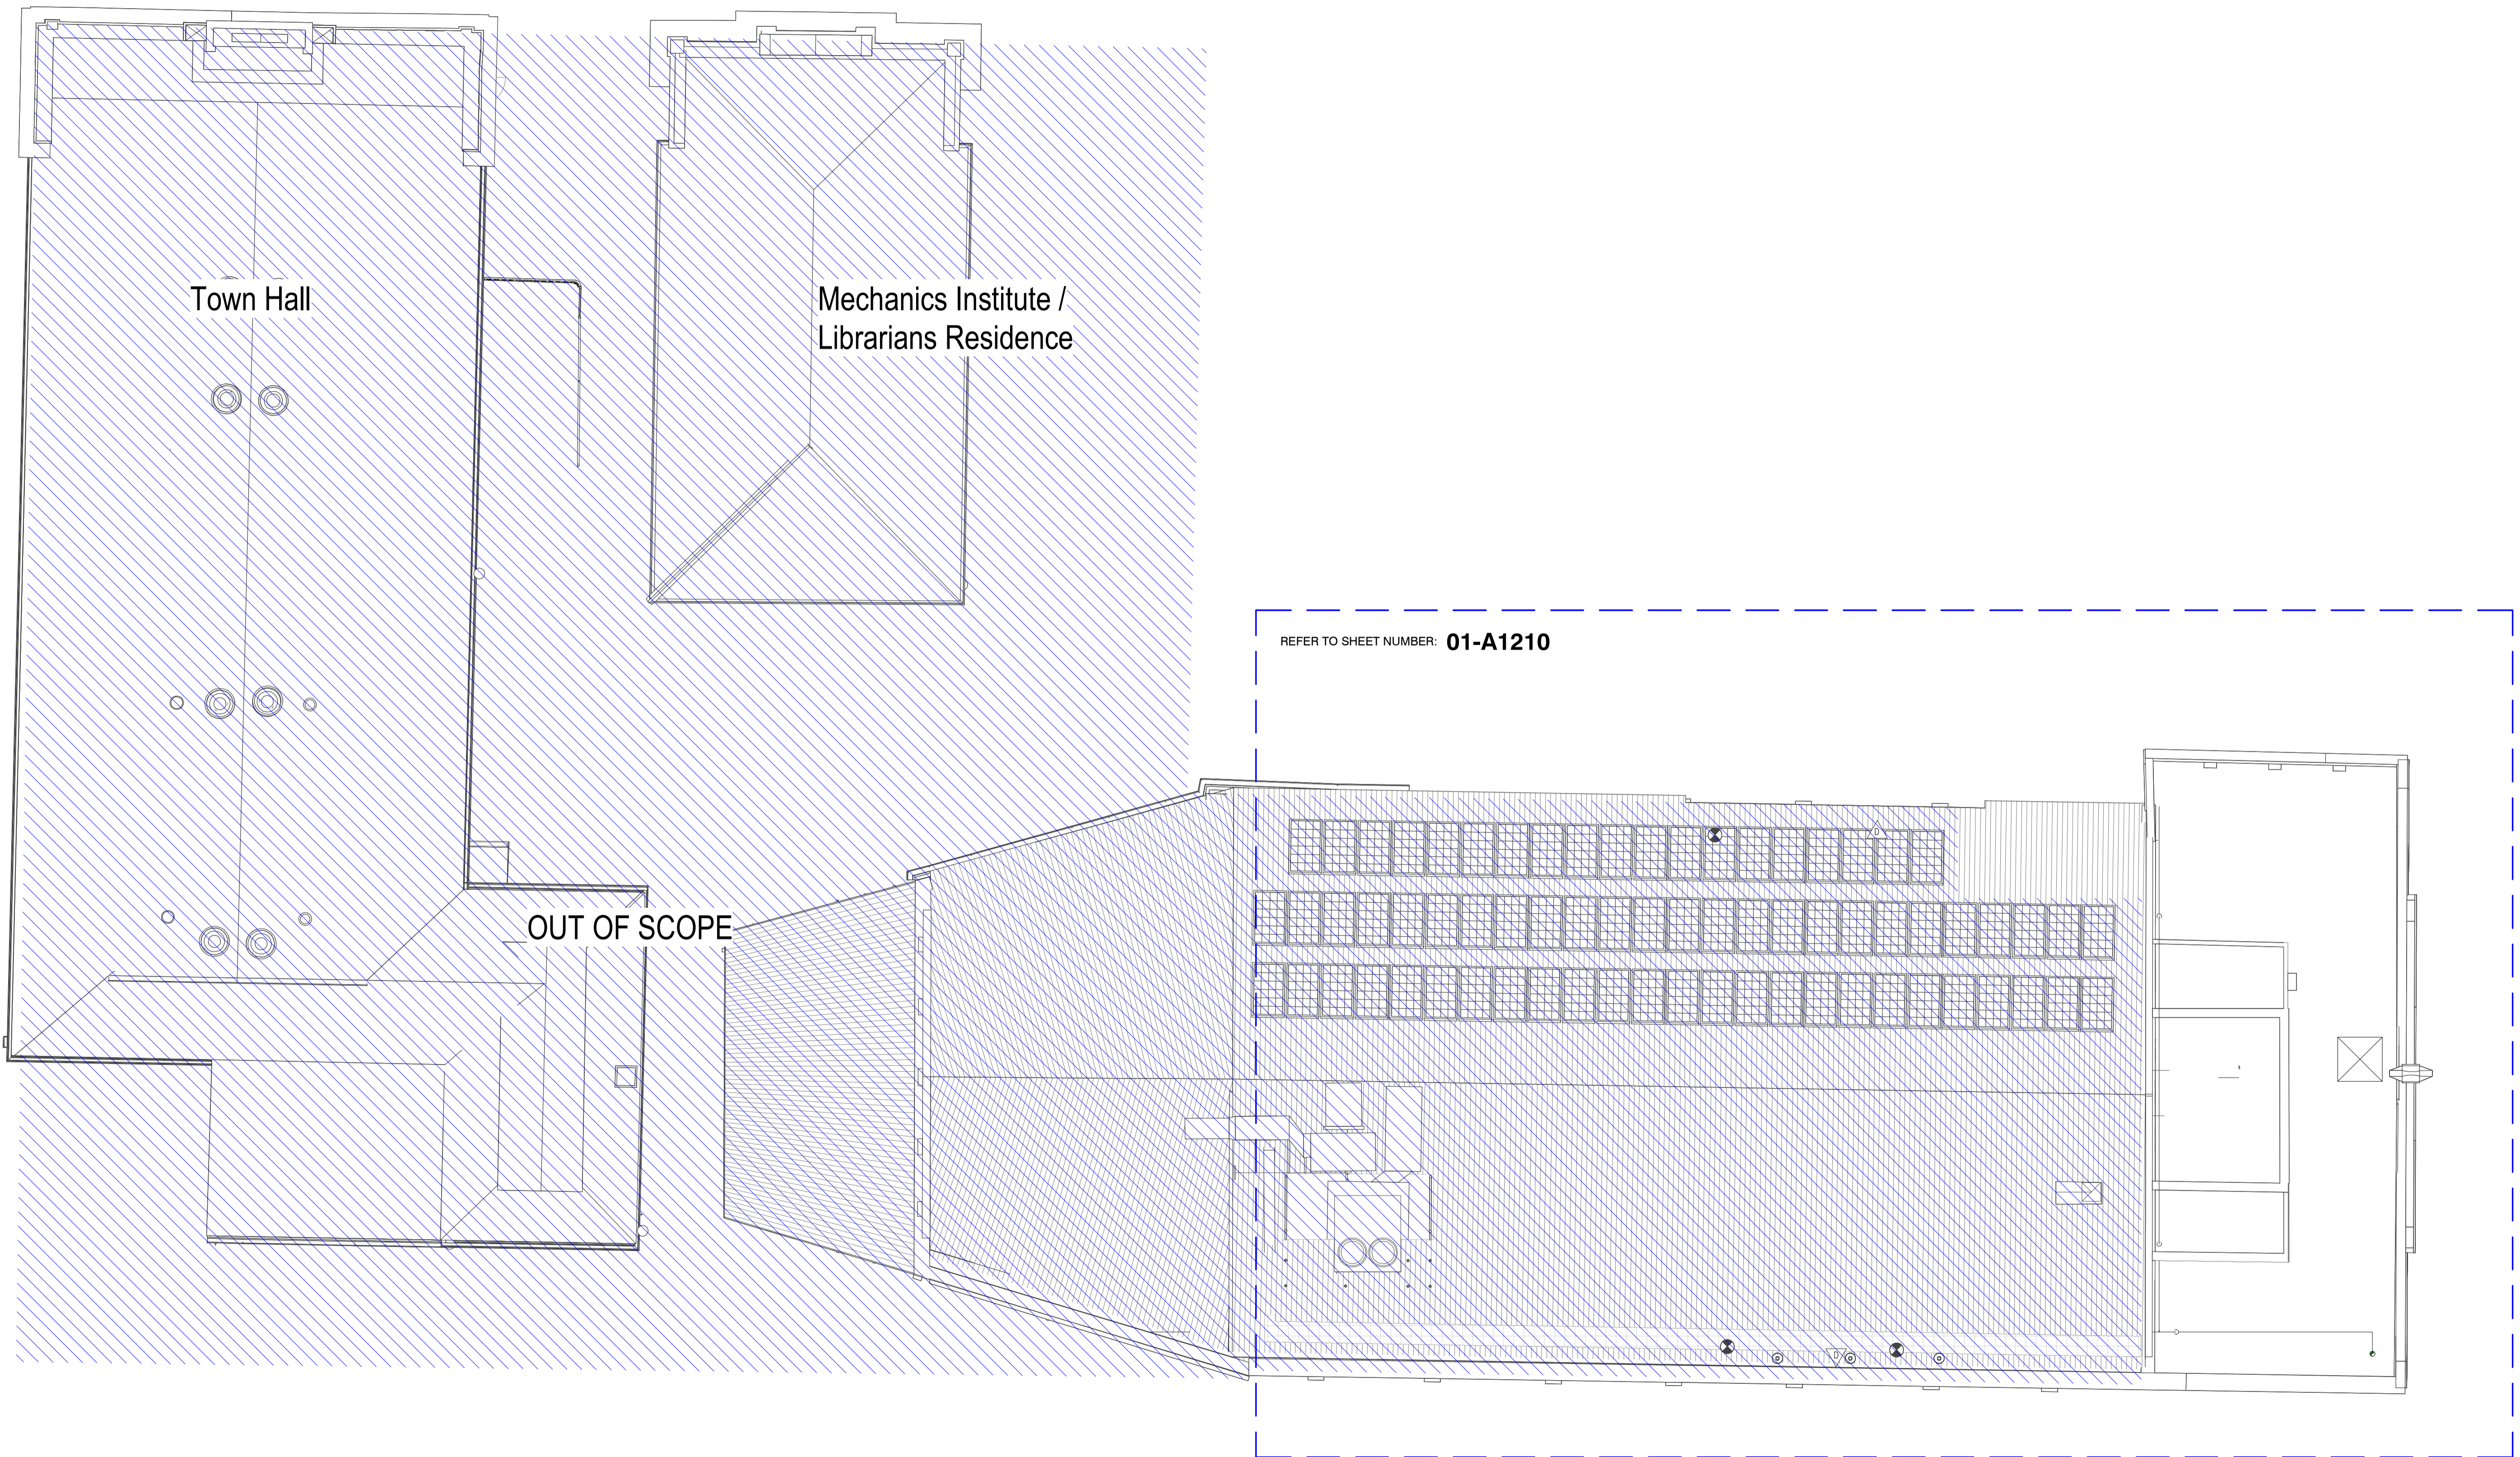 Town Hall
Mechanics Institute /
Librarians Residence
REFER TO SHEET NUMBER: 01-A1210
D
OUT OF SCOPE
D